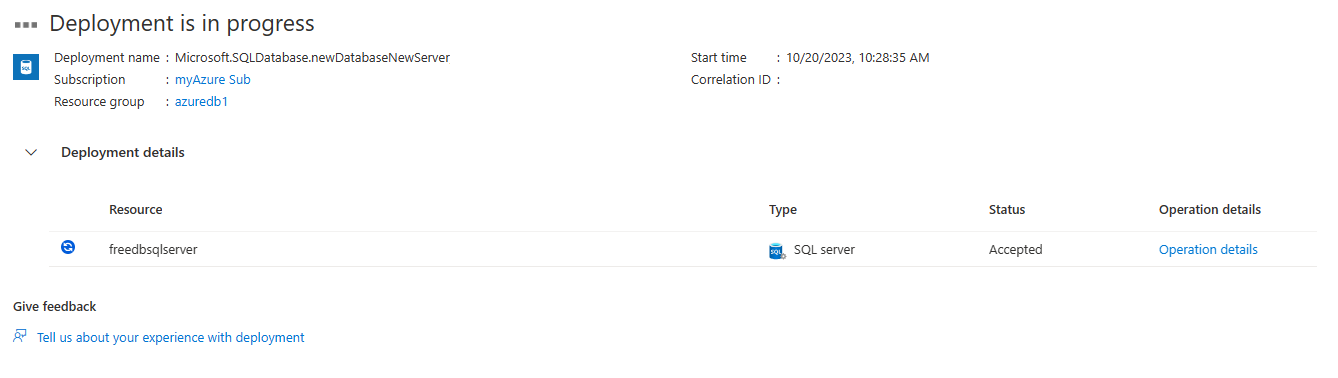 Deployment is in progress
Deployment name : Microsoft.SQLDatabase.newDatabaseNewServer
Subscription : myAzure Sub
Resource group : azuredb1
Start time : 10/20/2023, 10:28:35 AM
Correlation ID :
Deployment details
Resource Type Status Operation details
freedbsqlserver SQL SQL server Accepted Operation details
Give feedback
Tell us about your experience with deployment